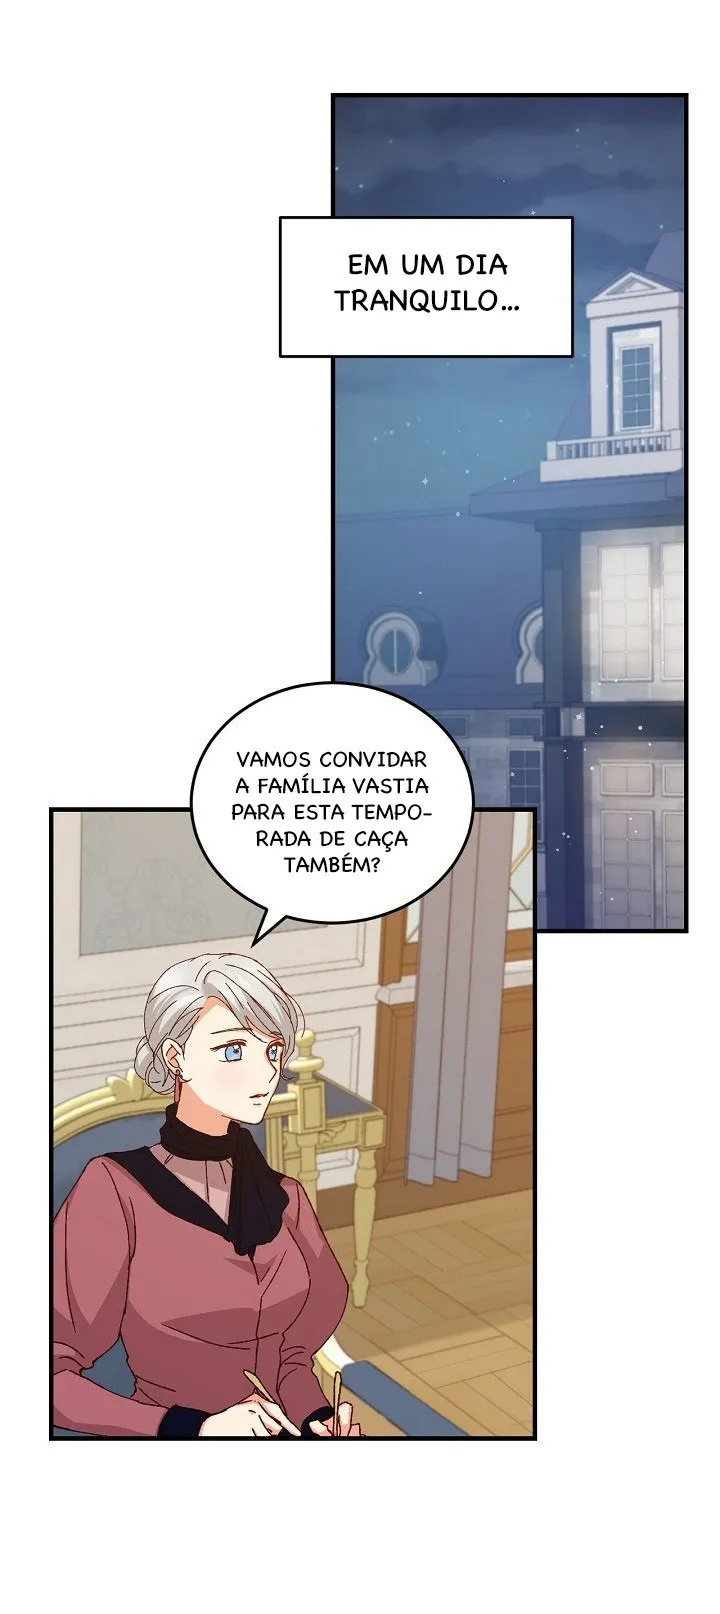 EM UM DIA
TRANQUILO...
VAMOS CONVIDAR
A FAMÍLIA VASTIA
PARA ESTA TEMPO-
RADA DE CAÇA
TAMBÉM?